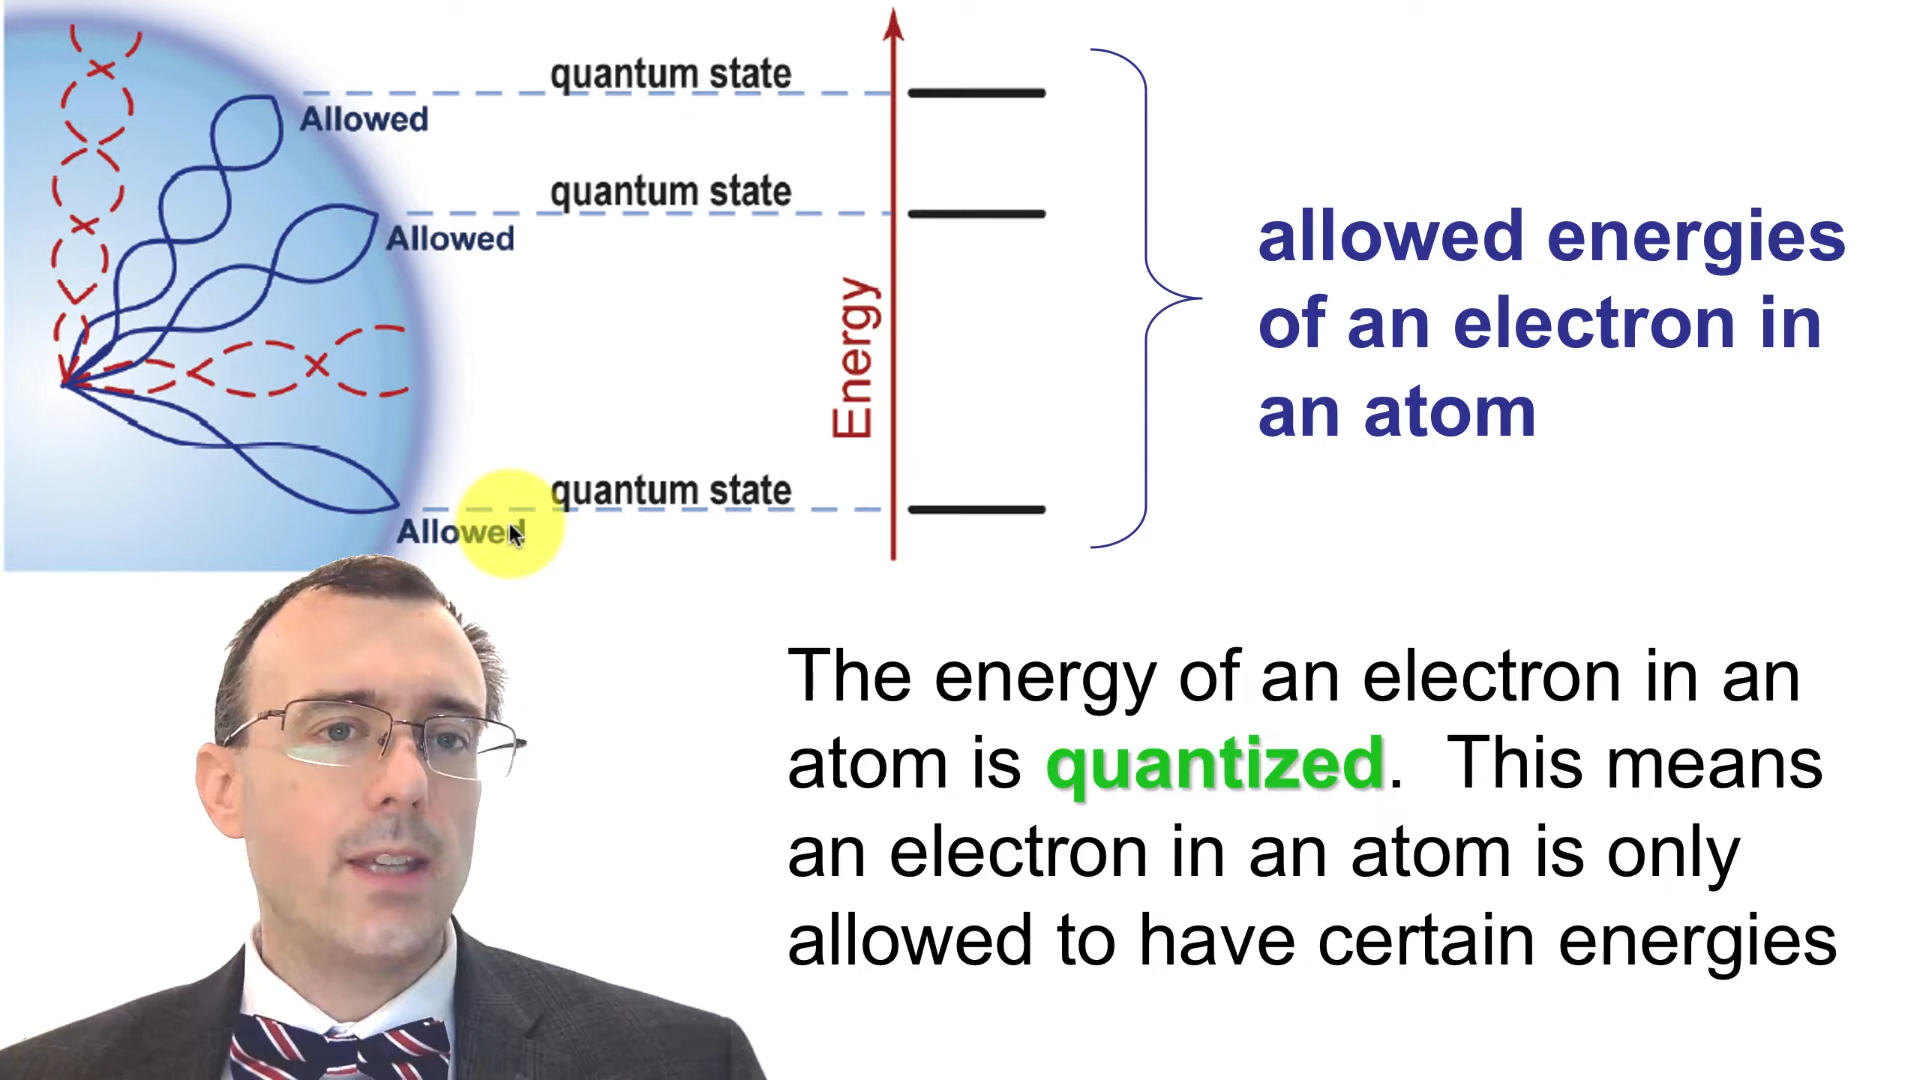 quantum state
Allowed
quantum state
Allowed
quantum state
Allowed
Energy
allowed energies
of an electron in
an atom
The energy of an electron in an
atom is quantized. This means
an electron in an atom is only
allowed to have certain energies